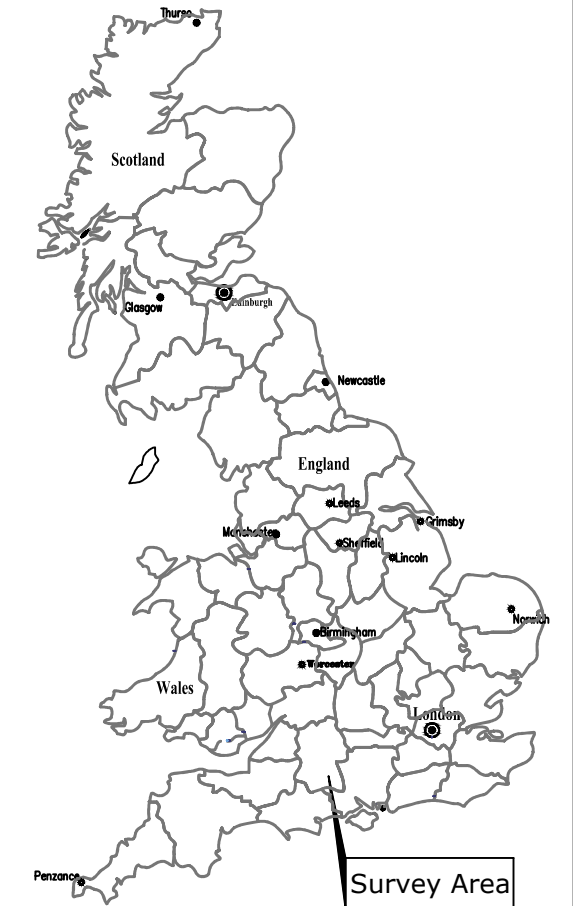 Thurso
Scotland
Glasgow
Edinburgh
Newcastle
England
Leeds
Grimsby
Manchester
Sheffield
Lincoln
Norwich
Birmingham
Worcester
Wales
London
Penzance
Survey Area